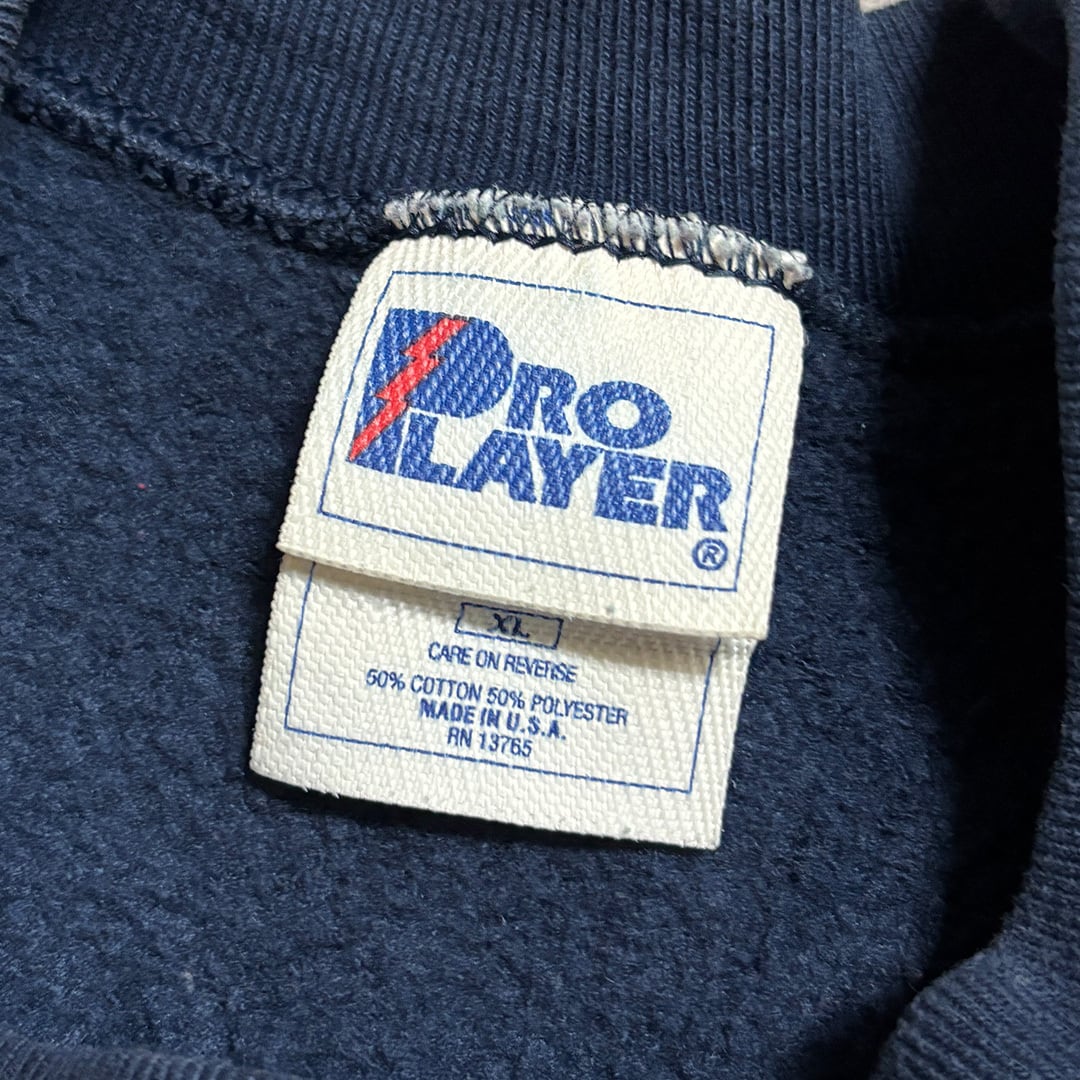 PRO
PLAYER
®
XL
CARE ON REVERSE
50% COTTON 50% POLYESTER
MADE IN U.S.A.
RN 13765